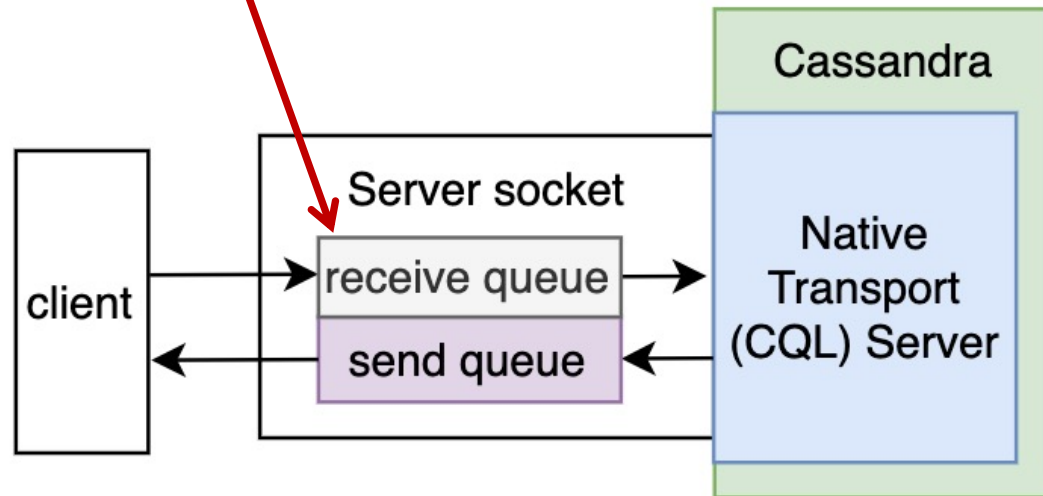 Cassandra
Server socket
client
receive queue
send queue
Native
Transport
(CQL) Server